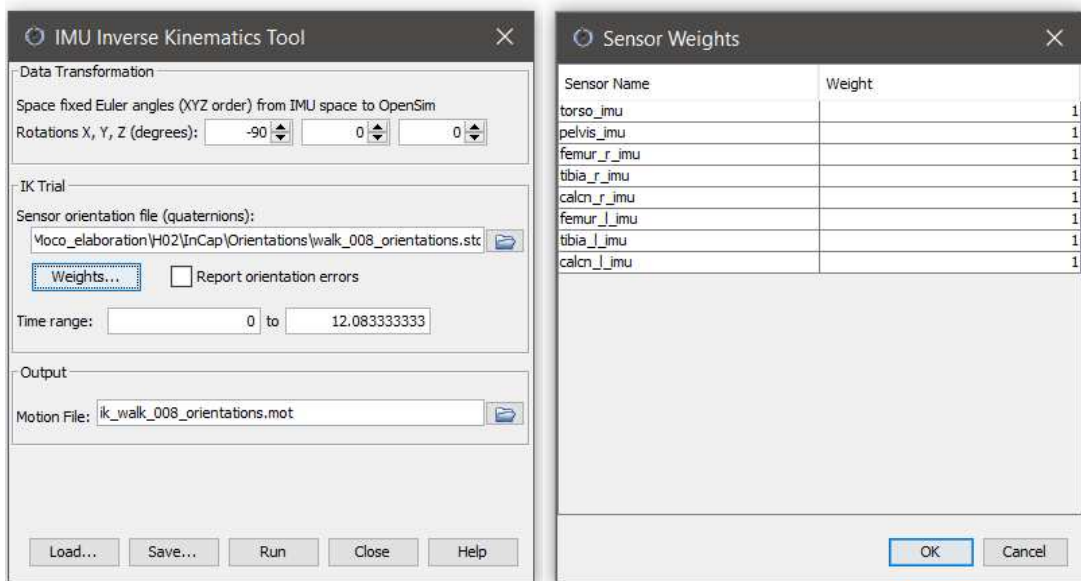 IMU Inverse Kinematics Tool
Data Transformation
Space fixed Euler angles (XYZ order) from IMU space to OpenSim
Rotations X, Y, Z (degrees): -90 0 0
IK Trial
Sensor orientation file (quaternions):
Moco_elaboration\H02\InCap\Orientations\walk_008_orientations.sto
Weights... Report orientation errors
Time range: 0 to 12.083333333
Output
Motion File: ik_walk_008_orientations.mot
Load... Save... Run Close Help
Sensor Weights
Sensor Name Weight
torso_imu 1
pelvis_imu 1
femur_r_imu 1
tibia_r_imu 1
calcn_r_imu 1
femur_l_imu 1
tibia_l_imu 1
calcn_l_imu 1
OK Cancel